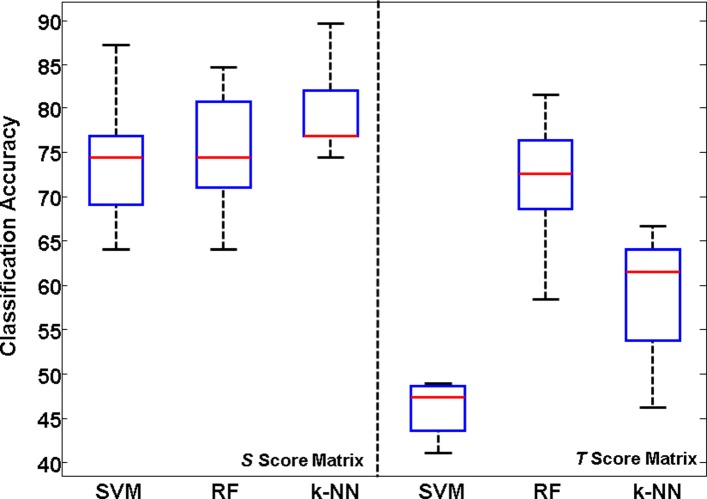 Classification Accuracy
90
85
80
75
70
65
60
55
50
45
40
S Score Matrix
T Score Matrix
SVM RF k-NN SVM RF k-NN